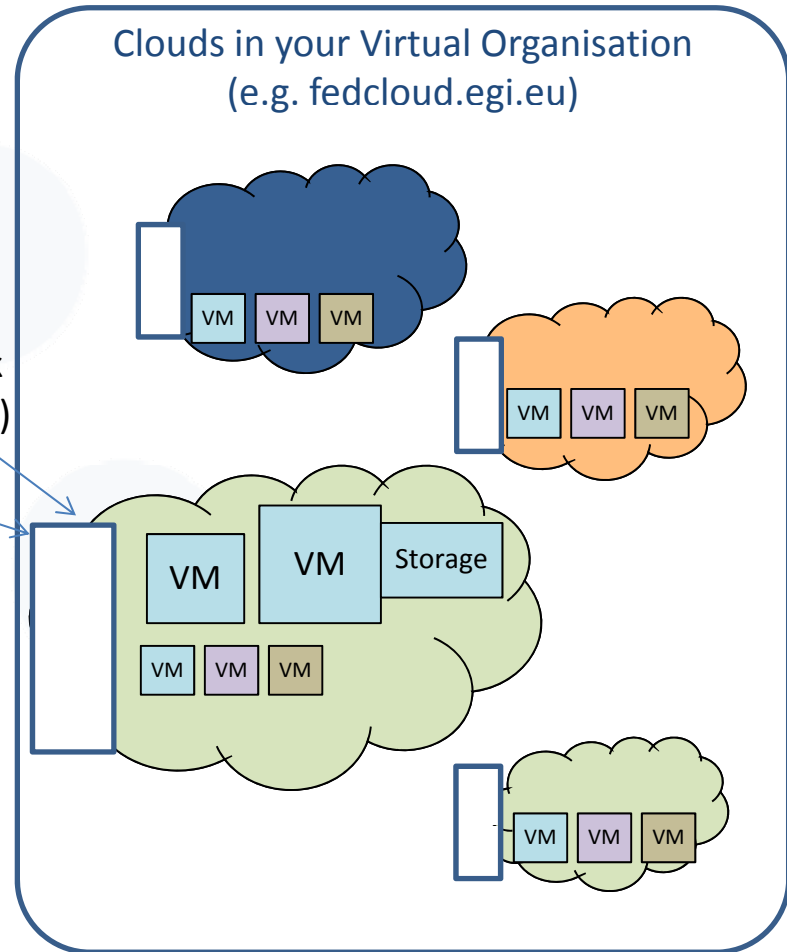 Clouds in your Virtual Organisation
(e.g. fedcloud.egi.eu)
VM VM VM
VM VM VM
)
VM VM Storage
VM VM VM
VM VM VM